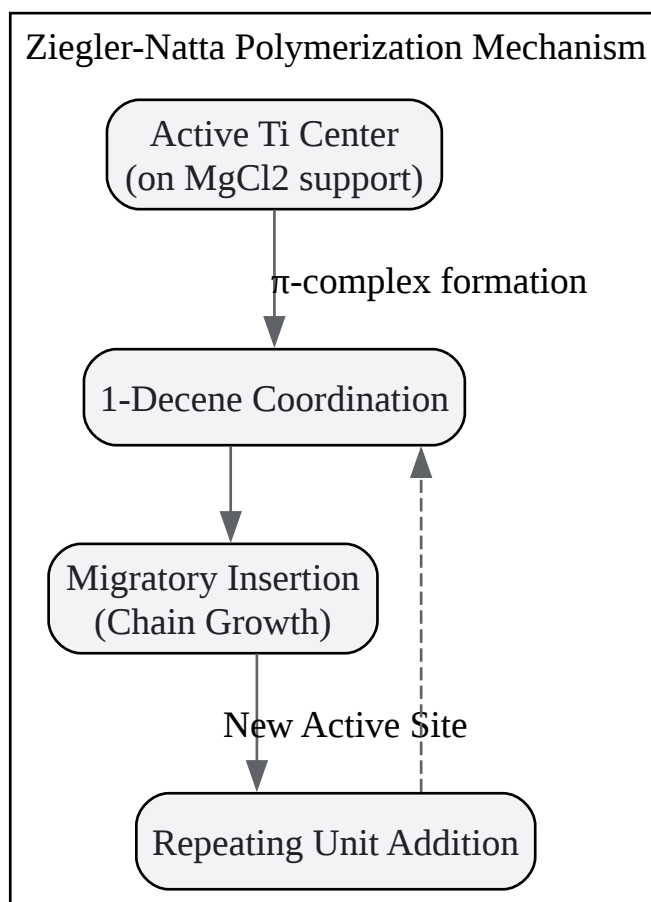 Ziegler-Natta Polymerization Mechanism
Active Ti Center
(on MgCl2 support)
π-complex formation
1-Decene Coordination
Migratory Insertion
(Chain Growth)
New Active Site
Repeating Unit Addition